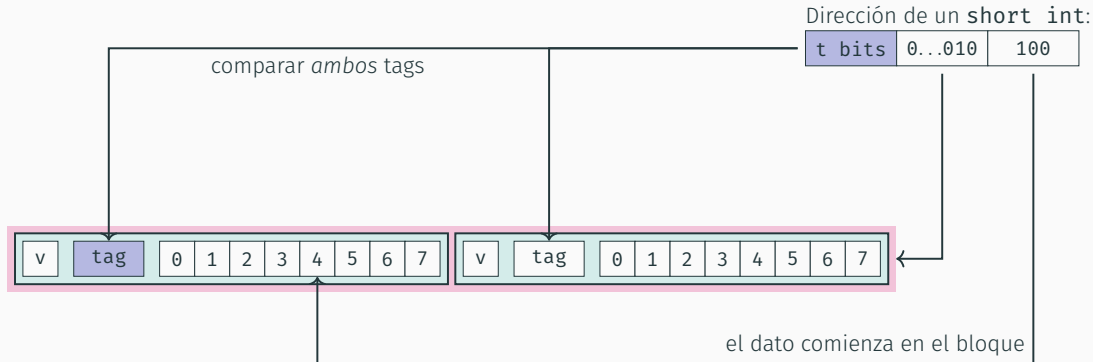 Dirección de un short int:
t bits 0...010 100
comparar ambos tags
v tag 0 1 2 3 4 5 6 7 v tag 0 1 2 3 4 5 6 7
el dato comienza en el bloque